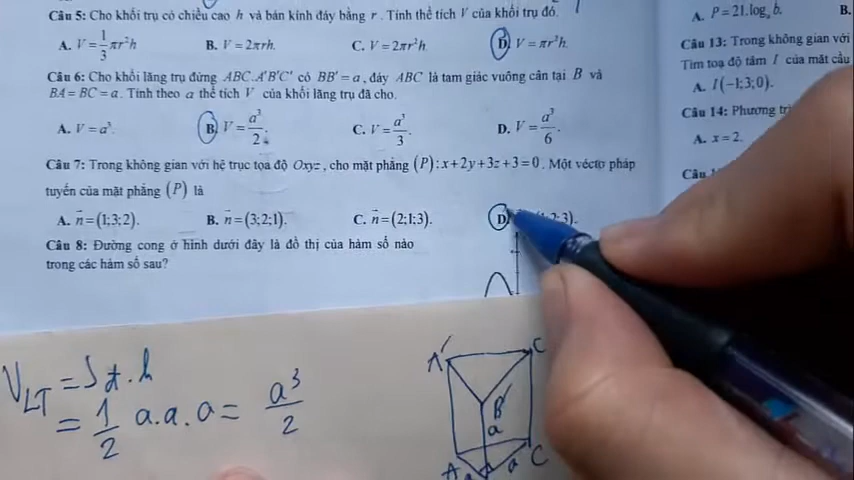 Câu 5: Cho khối trụ có chiều cao h và bán kính đáy bằng r. Tính thể tích V của khối trụ đó.
A. V = 1/3 πr²h B. V = 2πrh. C. V = 2πr²h D. V = πr²h.
Câu 6: Cho khối lăng trụ đứng ABC.A'B'C' có BB' = a, đáy ABC là tam giác vuông cân tại B và
BA = BC = a. Tính theo a thể tích V của khối lăng trụ đã cho.
A. V = a³. B. V = a³/2. C. V = a³/3. D. V = a³/6.
Câu 7: Trong không gian với hệ trục tọa độ Oxyz, cho mặt phẳng (P): x + 2y + 3z + 3 = 0. Một véctơ pháp
tuyến của mặt phẳng (P) là
A. n⃗ = (1;3;2). B. n⃗ = (3;2;1). C. n⃗ = (2;1;3). D.
Câu 8: Đường cong ở hình dưới đây là đồ thị của hàm số nào
trong các hàm số sau?
A. P = 21.logₐ b. B.
Câu 13: Trong không gian với
Tìm toạ độ tâm I của mặt cầu
A. I(-1;3;0).
Câu 14: Phương
A. x = 2.
Câu
V_LT = Sđ.h
= 1/2 a.a.a = a³/2
A' C
B'
a
A a C